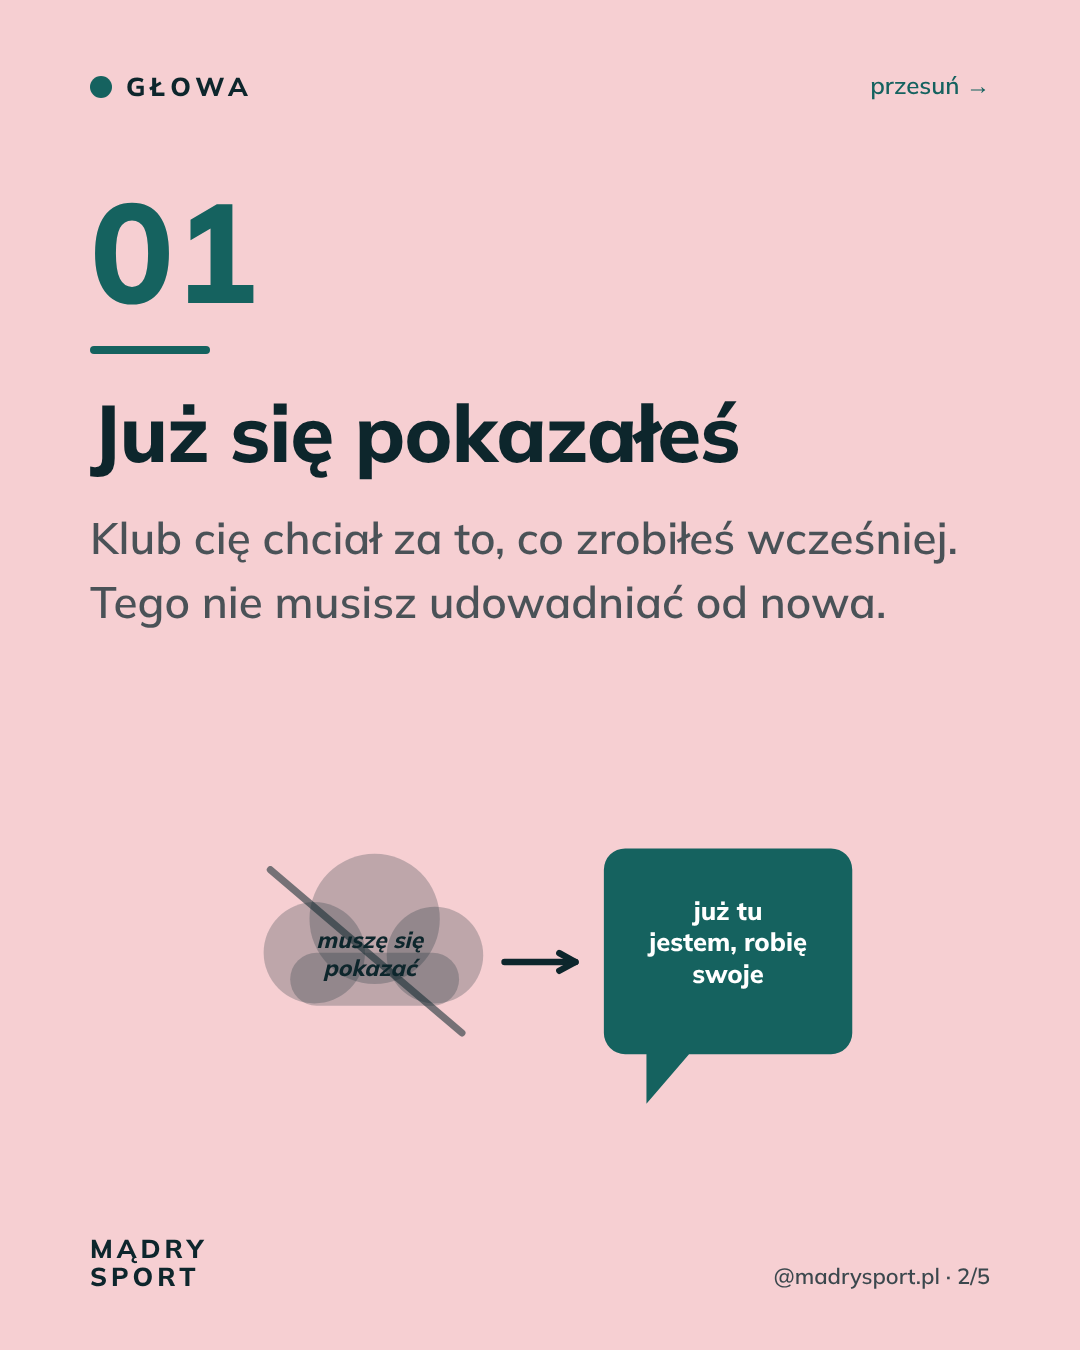 GŁOWA
przesuń →
01
Już się pokazałeś
Klub cię chciał za to, co zrobiłeś wcześniej.
Tego nie musisz udowadniać od nowa.
muszę się
pokazać
już tu
jestem, robię
swoje
MĄDRY
SPORT
@madrysport.pl · 2/5